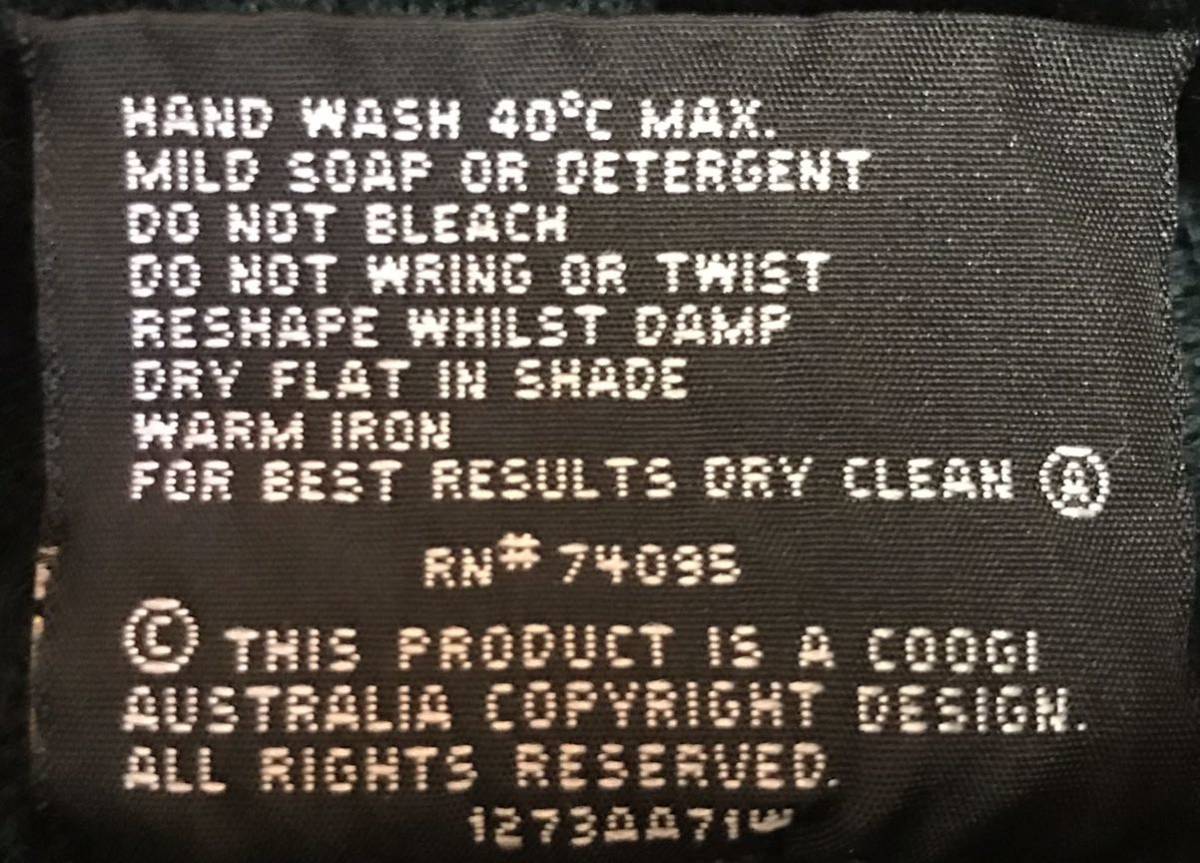 HAND WASH 40°C MAX.
MILD SOAP OR DETERGENT
DO NOT BLEACH
DO NOT WRING OR TWIST
RESHAPE WHILST DAMP
DRY FLAT IN SHADE
WARM IRON
FOR BEST RESULTS DRY CLEAN Ⓐ
RN# 74095
© THIS PRODUCT IS A COOGI
AUSTRALIA COPYRIGHT DESIGN.
ALL RIGHTS RESERVED.
1273AA71W